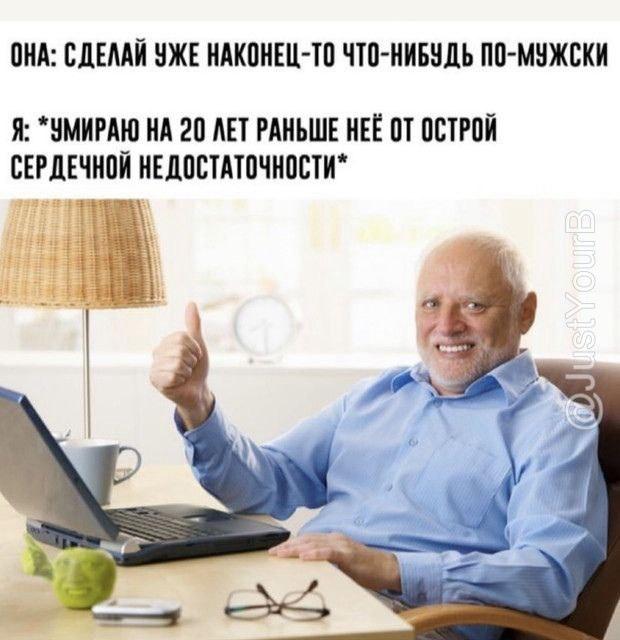 ОНА: СДЕЛАЙ УЖЕ НАКОНЕЦ-ТО ЧТО-НИБУДЬ ПО-МУЖСКИ
Я: *УМИРАЮ НА 20 ЛЕТ РАНЬШЕ НЕЁ ОТ ОСТРОЙ
СЕРДЕЧНОЙ НЕДОСТАТОЧНОСТИ*
@JustYourB